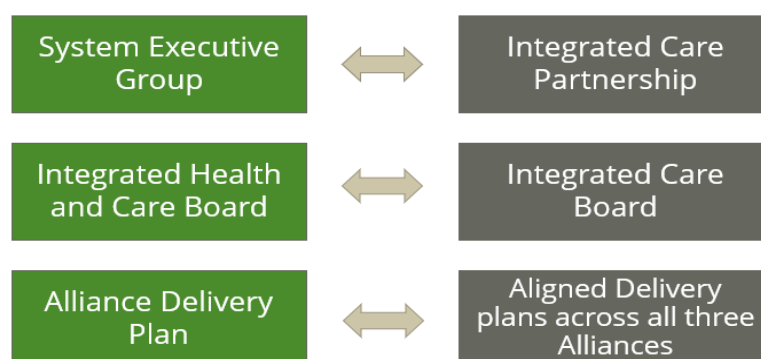 System Executive
Group
Integrated Care
Partnership
Integrated Health
and Care Board
Integrated Care
Board
Alliance Delivery
Plan
Aligned Delivery
plans across all three
Alliances